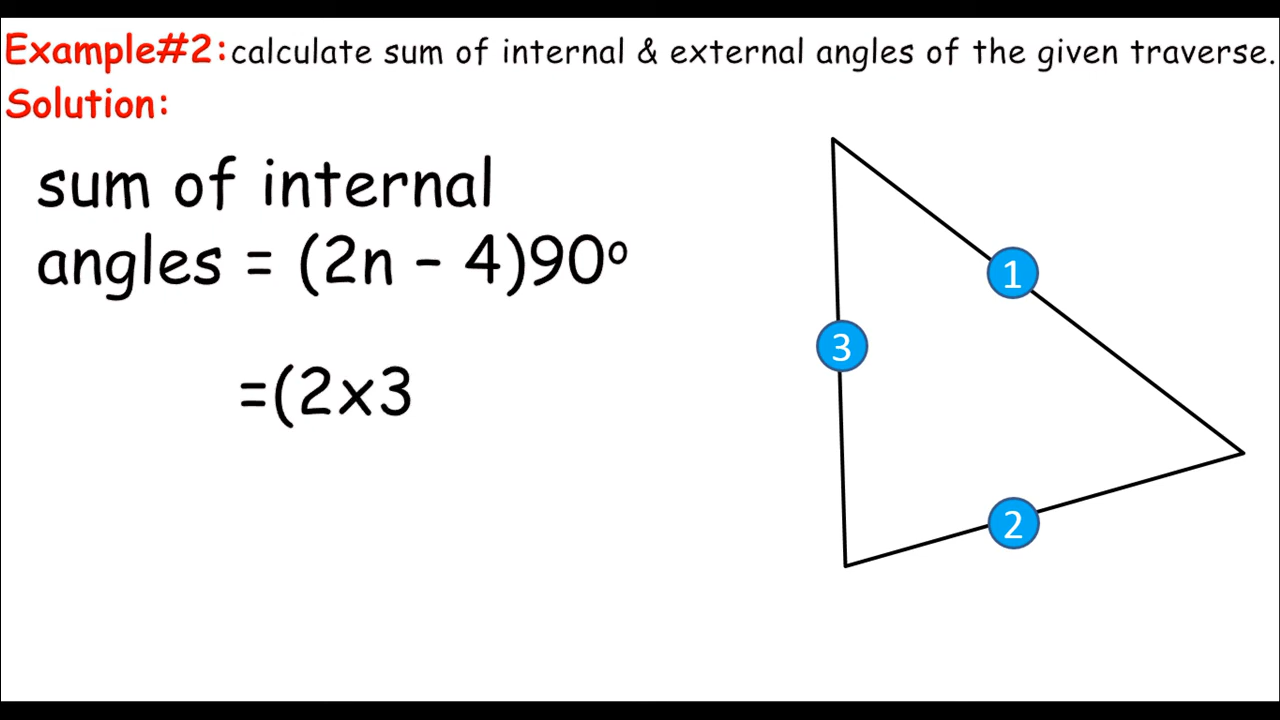 Example#2: calculate sum of internal & external angles of the given traverse.
Solution:
sum of internal
angles = (2n – 4)90º
=(2x3
1
3
2